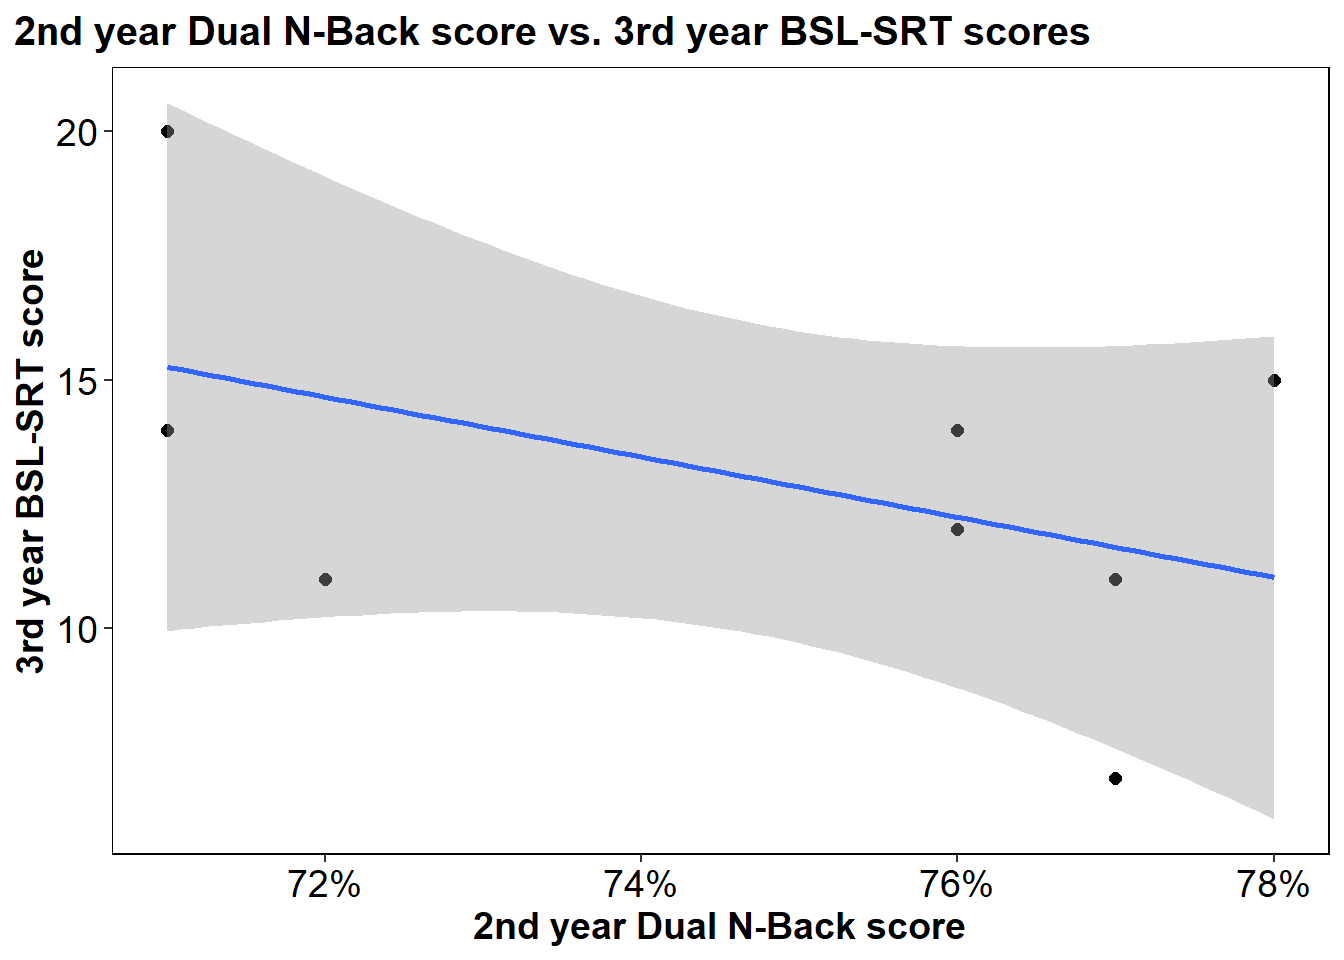 2nd year Dual N-Back score vs. 3rd year BSL-SRT scores
3rd year BSL-SRT score
20
15
10
72%
74%
76%
78%
2nd year Dual N-Back score